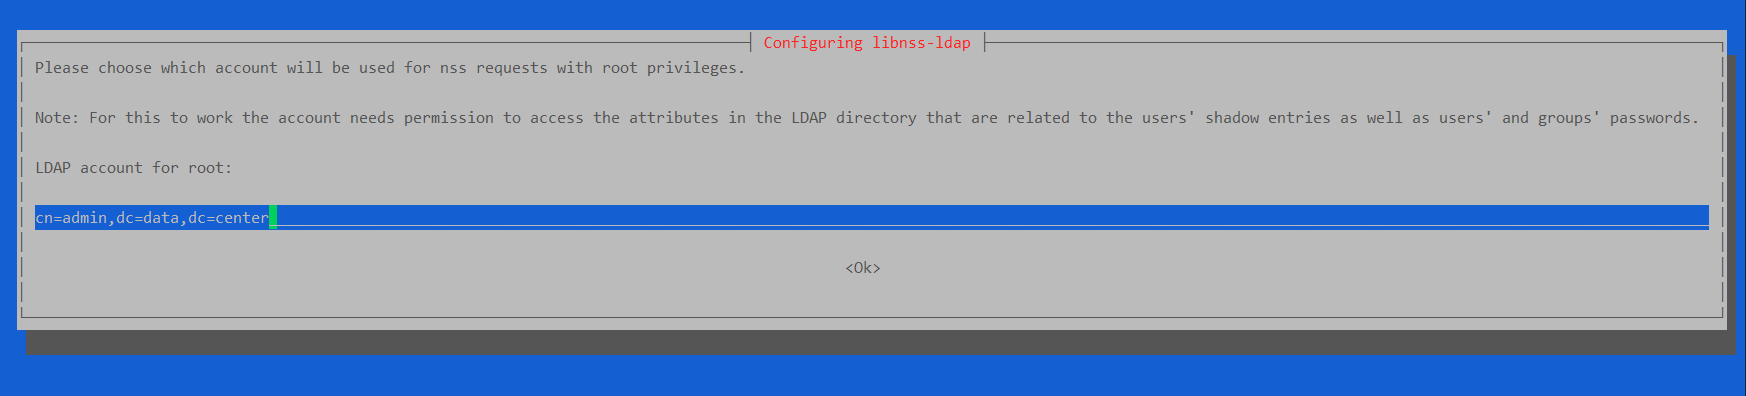 Configuring libnss-ldap
Please choose which account will be used for nss requests with root privileges.
Note: For this to work the account needs permission to access the attributes in the LDAP directory that are related to the users' shadow entries as well as users' and groups' passwords.
LDAP account for root:
cn=admin,dc=data,dc=center
<Ok>